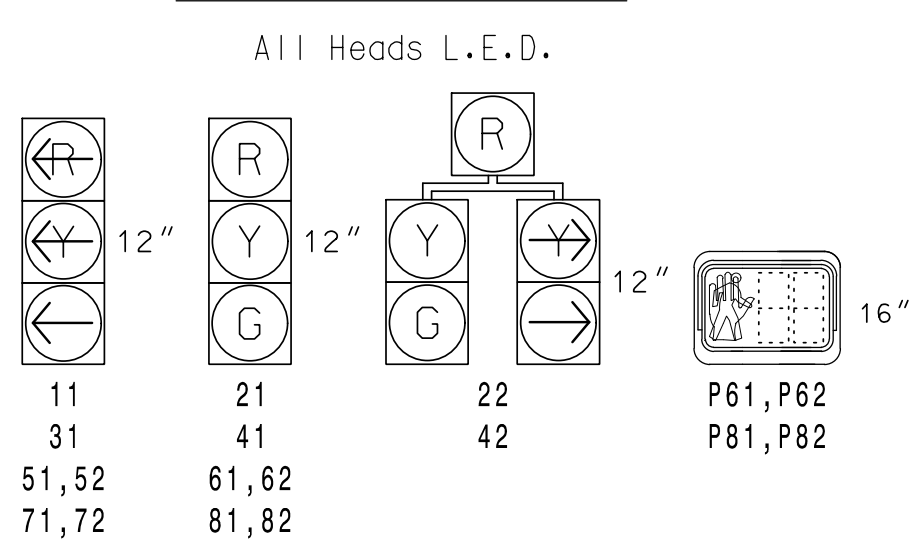 All Heads L.E.D.
R
Y
12"
R
Y
G
12"
R
Y
Y
G
12"
16"
11
31
51,52
71,72
21
41
61,62
81,82
22
42
P61,P62
P81,P82